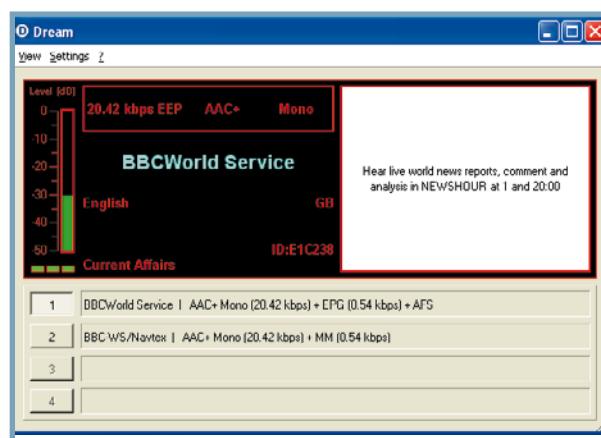 Dream
View Settings ?
Level [dB]
0
-10
-20
-30
-40
-50
20.42 kbps EEP AAC+ Mono
BBCWorld Service
English GB
ID:E1C238
Current Affairs
Hear live world news reports, comment and
analysis in NEWSHOUR at 1 and 20:00
1 BBCWorld Service | AAC+ Mono (20.42 kbps) + EPG (0.54 kbps) + AFS
2 BBC WS/Navtex | AAC+ Mono (20.42 kbps) + MM (0.54 kbps)
3
4